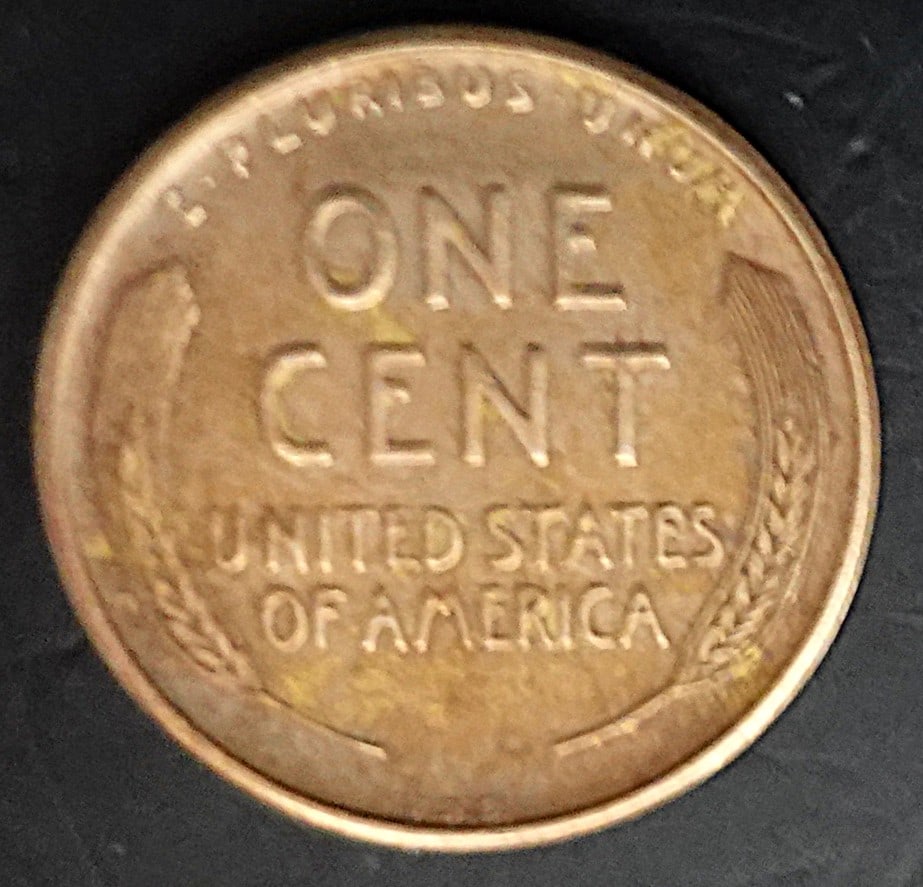 E·PLURIBUS UNUM
ONE
CENT
UNITED STATES
OF AMERICA